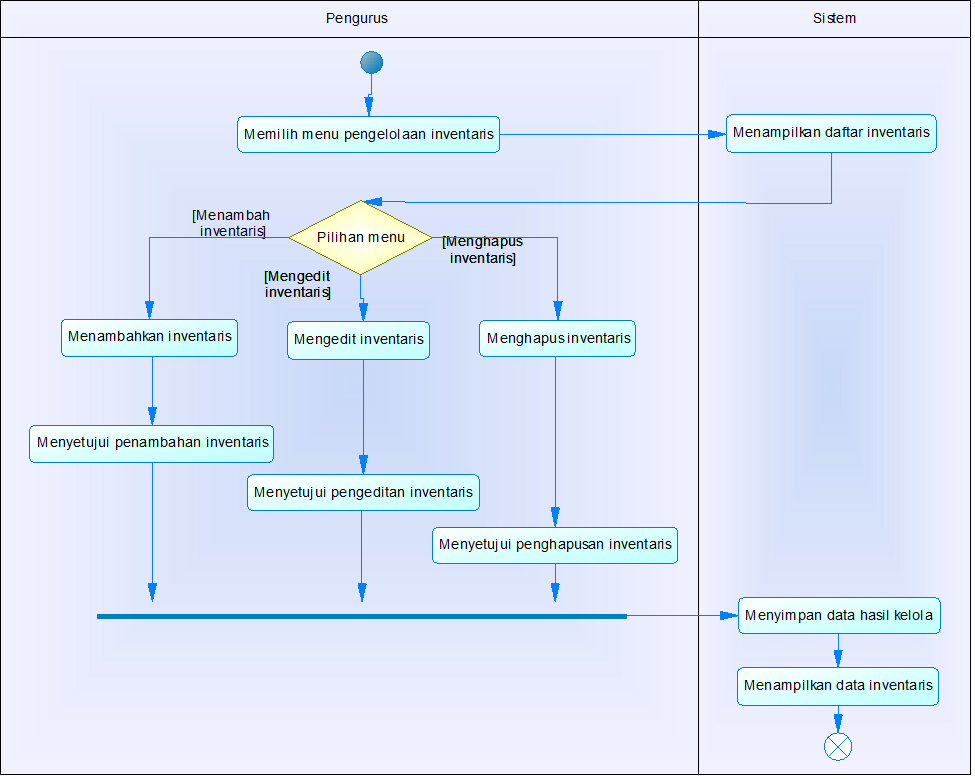 Pengurus
Sistem
Memilih menu pengelolaan inventaris
Menampilkan daftar inventaris
[Menambah
inventaris]
Pilihan menu
[Menghapus
inventaris]
[Mengedit
inventaris]
Menambahkan inventaris
Mengedit inventaris
Menghapus inventaris
Menyetujui penambahan inventaris
Menyetujui pengeditan inventaris
Menyetujui penghapusan inventaris
Menyimpan data hasil kelola
Menampilkan data inventaris